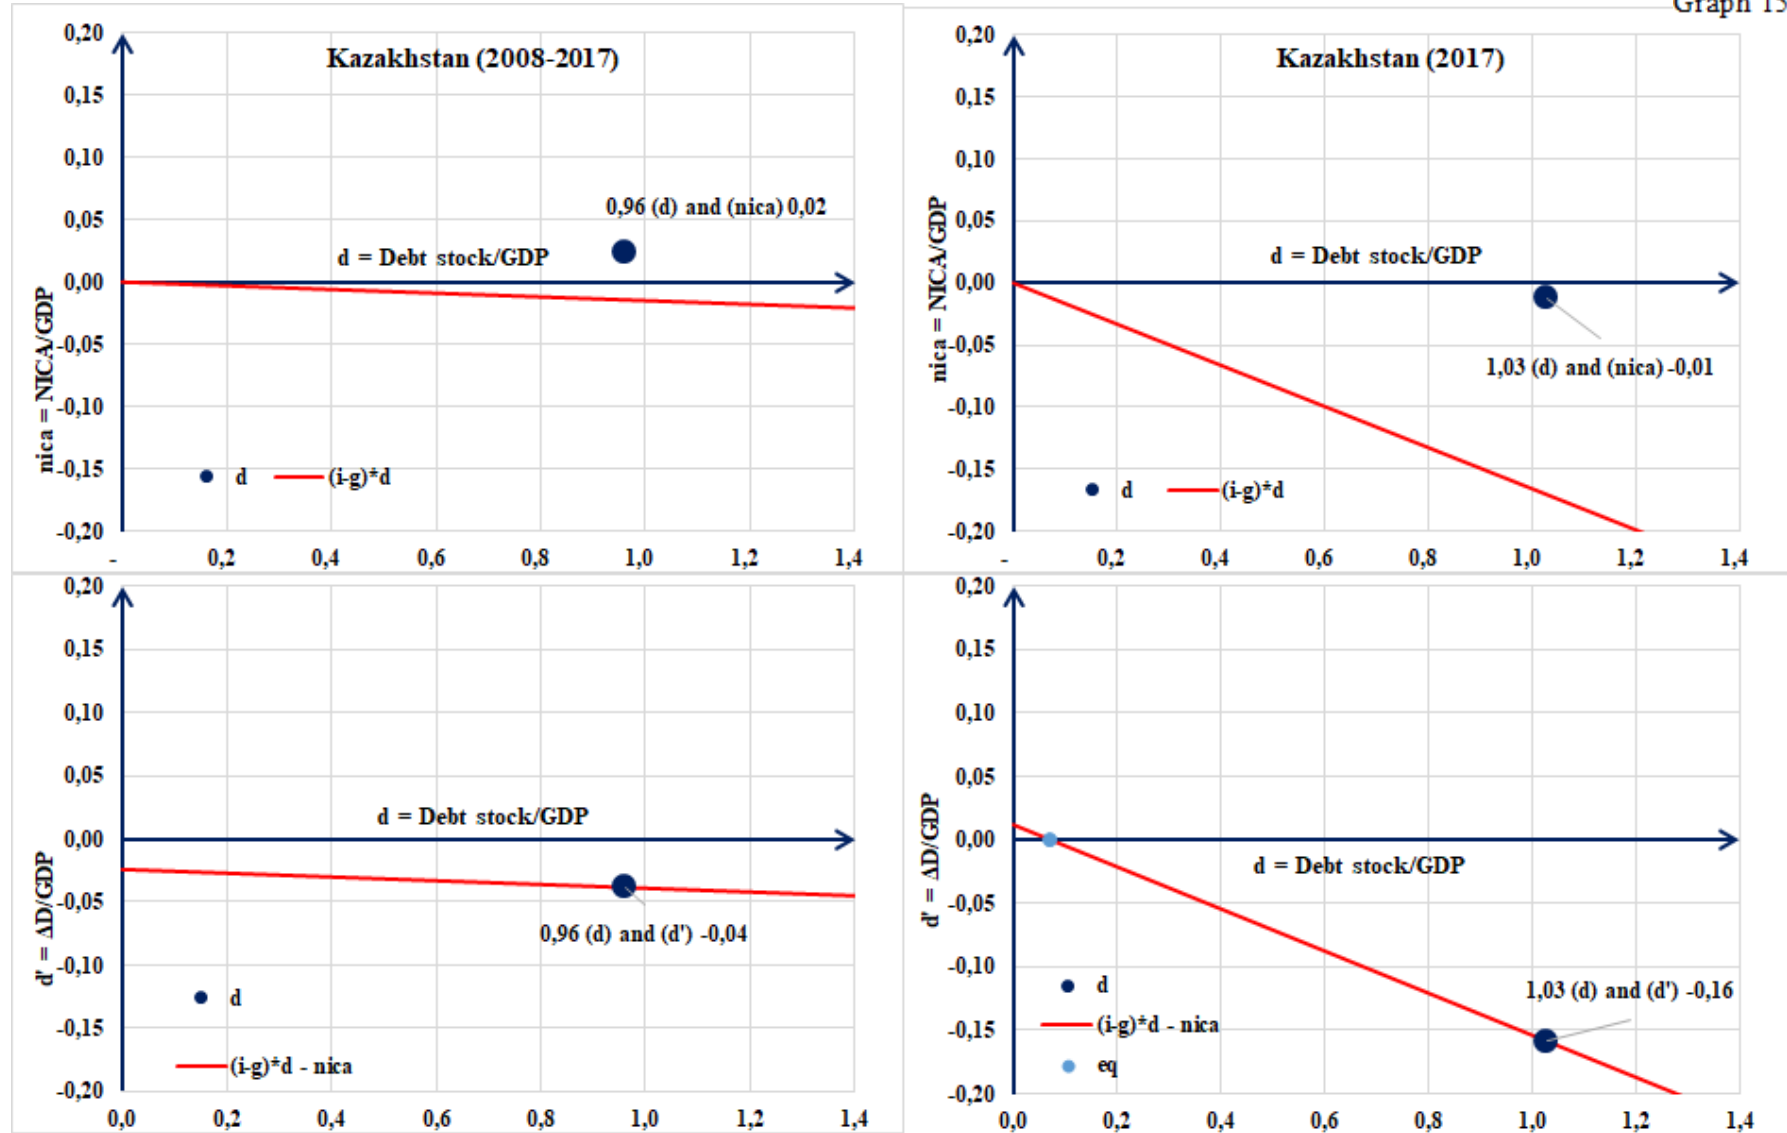 Graph 15
Kazakhstan (2008-2017)
0,20
0,15
0,10
0,05
0,00
-0,05
-0,10
-0,15
-0,20
nica = NICA/GDP
0,96 (d) and (nica) 0,02
d = Debt stock/GDP
d (i-g)*d
- 0,2 0,4 0,6 0,8 1,0 1,2 1,4
Kazakhstan (2017)
0,20
0,15
0,10
0,05
0,00
-0,05
-0,10
-0,15
-0,20
nica = NICA/GDP
d = Debt stock/GDP
1,03 (d) and (nica) -0,01
d (i-g)*d
- 0,2 0,4 0,6 0,8 1,0 1,2 1,4
0,20
0,15
0,10
0,05
0,00
-0,05
-0,10
-0,15
-0,20
d' = ΔD/GDP
d = Debt stock/GDP
0,96 (d) and (d') -0,04
d
(i-g)*d - nica
0,0 0,2 0,4 0,6 0,8 1,0 1,2 1,4
0,20
0,15
0,10
0,05
0,00
-0,05
-0,10
-0,15
-0,20
d' = ΔD/GDP
d = Debt stock/GDP
1,03 (d) and (d') -0,16
d
(i-g)*d - nica
eq
0,0 0,2 0,4 0,6 0,8 1,0 1,2 1,4